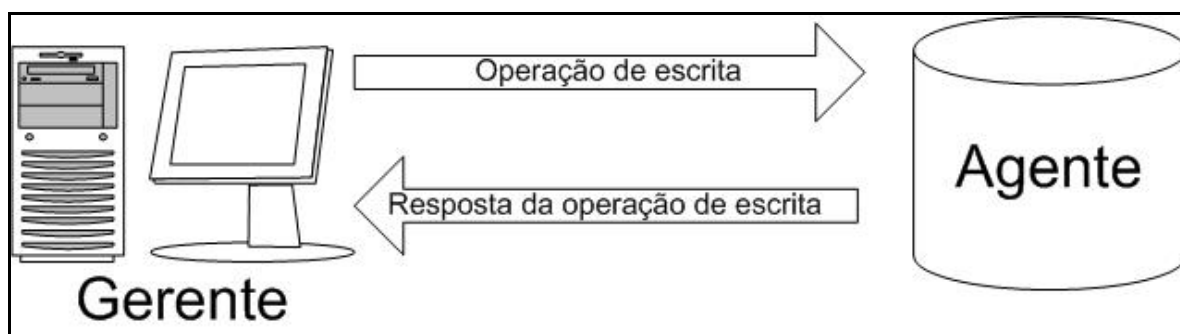 Operação de escrita
Agente
Resposta da operação de escrita
Gerente